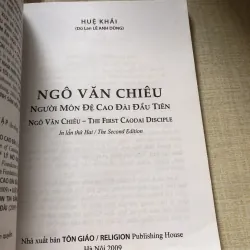 HUỆ KHẢI
(Dũ Lan LÊ ANH DŨNG)
NGÔ VĂN CHIÊU
NGƯỜI MÔN ĐỆ CAO ĐÀI ĐẦU TIÊN
NGÔ VĂN CHIÊU – THE FIRST CAODAI DISCIPLE
In lần thứ Hai / The Second Edition
Nhà xuất bản TÔN GIÁO / RELIGION Publishing House
Hà Nội 2009